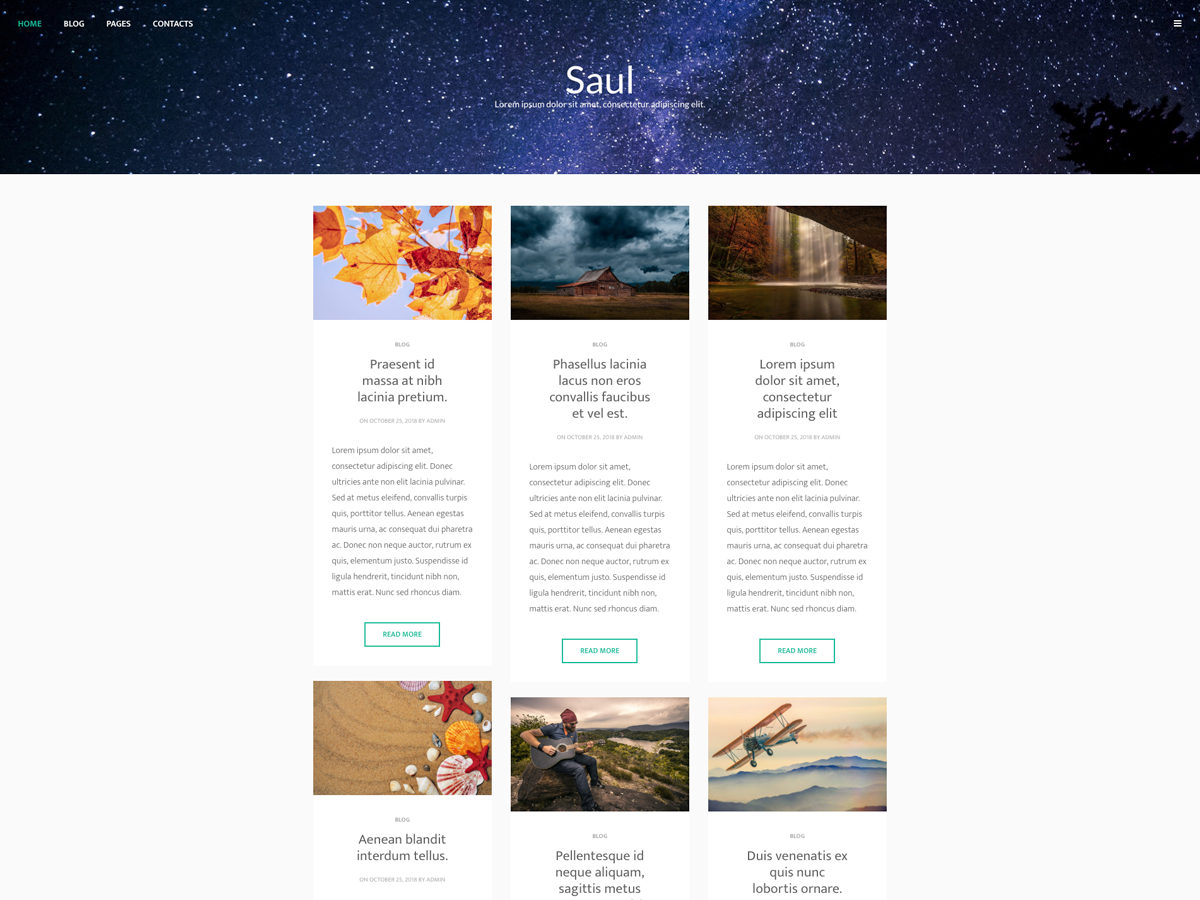 HOME BLOG PAGES CONTACTS
Saul
Lorem ipsum dolor sit amet, consectetur adipiscing elit.
BLOG
Praesent id
massa at nibh
lacinia pretium.
ON OCTOBER 25, 2018 BY ADMIN
Lorem ipsum dolor sit amet,
consectetur adipiscing elit. Donec
ultricies ante non elit lacinia pulvinar.
Sed at metus eleifend, convallis turpis
quis, porttitor tellus. Aenean egestas
mauris urna, ac consequat dui pharetra
ac. Donec non neque auctor, rutrum ex
quis, elementum justo. Suspendisse id
ligula hendrerit, tincidunt nibh non,
mattis erat. Nunc sed rhoncus diam.
READ MORE
BLOG
Phasellus lacinia
lacus non eros
convallis faucibus
et vel est.
ON OCTOBER 25, 2018 BY ADMIN
Lorem ipsum dolor sit amet,
consectetur adipiscing elit. Donec
ultricies ante non elit lacinia pulvinar.
Sed at metus eleifend, convallis turpis
quis, porttitor tellus. Aenean egestas
mauris urna, ac consequat dui pharetra
ac. Donec non neque auctor, rutrum ex
quis, elementum justo. Suspendisse id
ligula hendrerit, tincidunt nibh non,
mattis erat. Nunc sed rhoncus diam.
READ MORE
BLOG
Lorem ipsum
dolor sit amet,
consectetur
adipiscing elit
ON OCTOBER 25, 2018 BY ADMIN
Lorem ipsum dolor sit amet,
consectetur adipiscing elit. Donec
ultricies ante non elit lacinia pulvinar.
Sed at metus eleifend, convallis turpis
quis, porttitor tellus. Aenean egestas
mauris urna, ac consequat dui pharetra
ac. Donec non neque auctor, rutrum ex
quis, elementum justo. Suspendisse id
ligula hendrerit, tincidunt nibh non,
mattis erat. Nunc sed rhoncus diam.
READ MORE
BLOG
Aenean blandit
interdum tellus.
ON OCTOBER 25, 2018 BY ADMIN
BLOG
Pellentesque id
neque aliquam,
sagittis metus
BLOG
Duis venenatis ex
quis nunc
lobortis ornare.